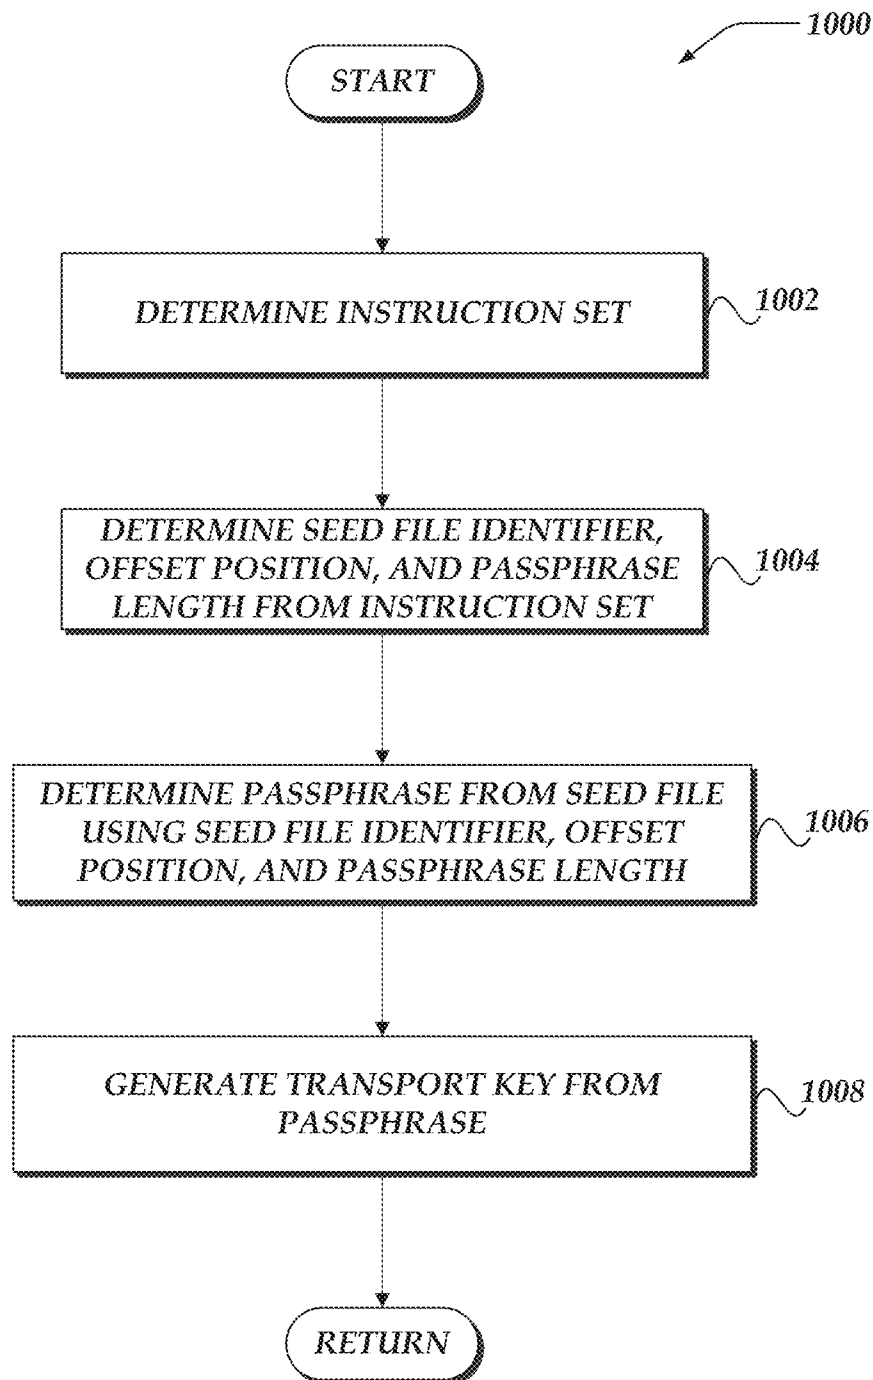 1000
START
DETERMINE INSTRUCTION SET
1002
DETERMINE SEED FILE IDENTIFIER,
OFFSET POSITION, AND PASSPHRASE
LENGTH FROM INSTRUCTION SET
1004
DETERMINE PASSPHRASE FROM SEED FILE
USING SEED FILE IDENTIFIER, OFFSET
POSITION, AND PASSPHRASE LENGTH
1006
GENERATE TRANSPORT KEY FROM
PASSPHRASE
1008
RETURN